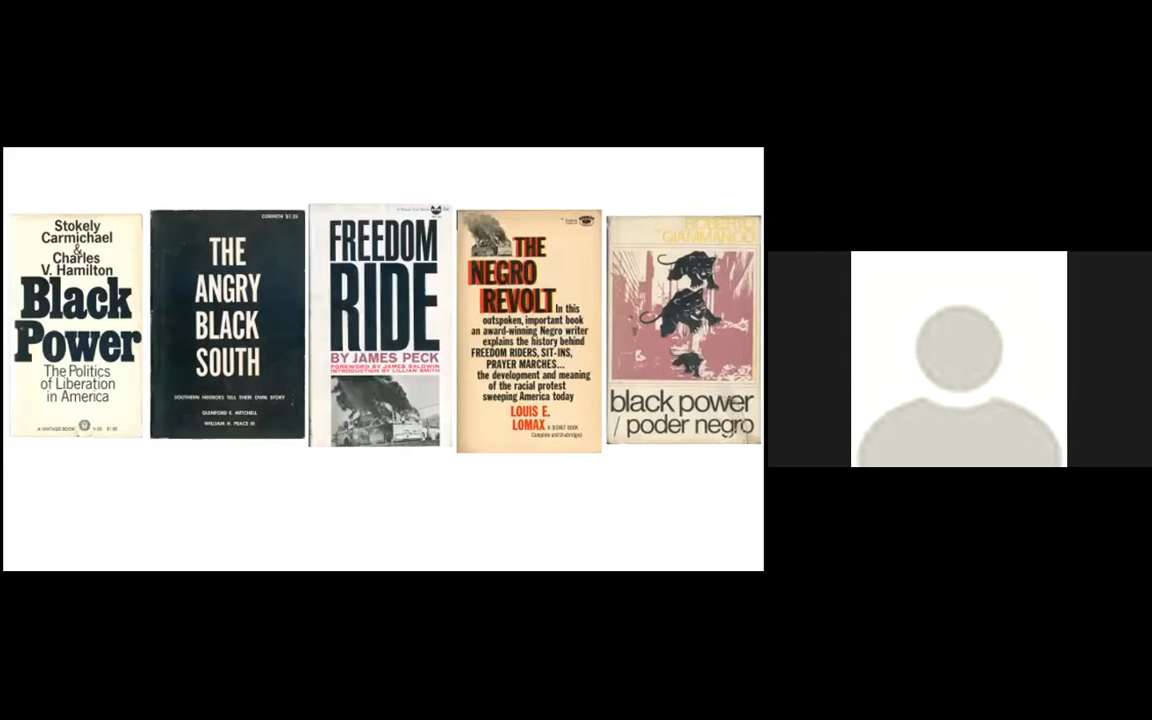 Stokely
Carmichael
&
Charles
V. Hamilton
Black
Power
The Politics
of Liberation
in America
A VINTAGE BOOK V-33 $1.95
CORINTH $1.25
THE
ANGRY
BLACK
SOUTH
SOUTHERN NEGROES TELL THEIR OWN STORY
GLENFORD E. MITCHELL
WILLIAM H. PEACE III
FREEDOM
RIDE
BY JAMES PECK
FOREWORD BY JAMES BALDWIN
INTRODUCTION BY LILLIAN SMITH
THE
NEGRO
REVOLT
In this
outspoken, important book
an award-winning Negro writer
explains the history behind
FREEDOM RIDERS, SIT-INS,
PRAYER MARCHES...
the development and meaning
of the racial protest
sweeping America today
LOUIS E.
LOMAX A SIGNET BOOK
Complete and Unabridged
ROBERTO
GIAMMANCO
black power
/ poder negro